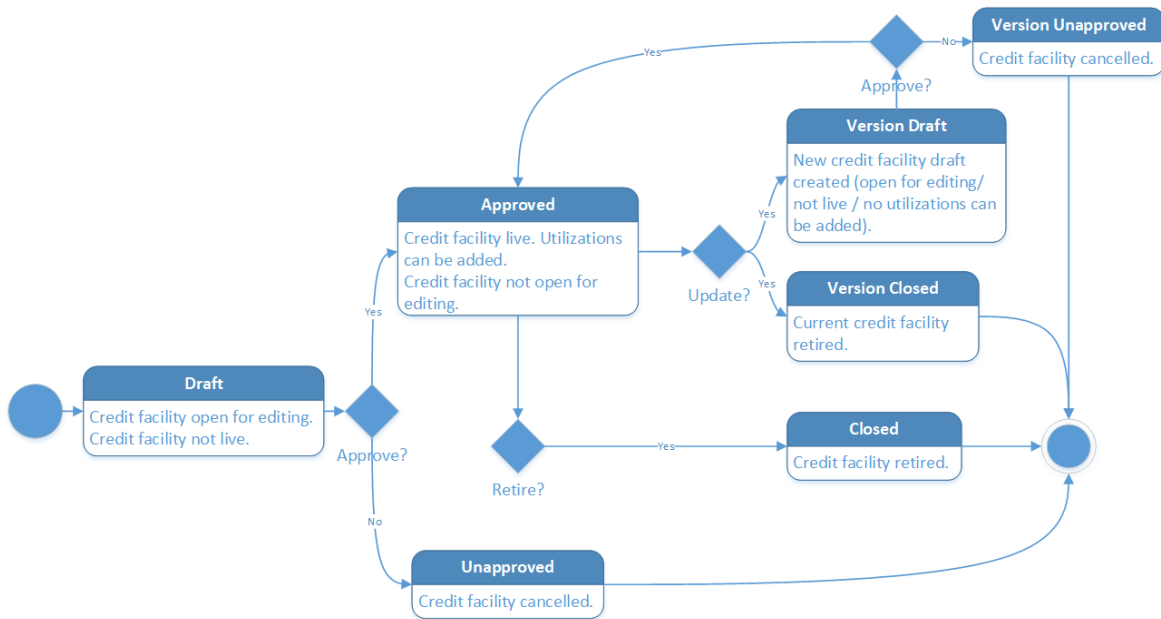 Version Unapproved
Credit facility cancelled.
No
Yes
Approve?
Version Draft
New credit facility draft
created (open for editing/
not live / no utilizations can
be added).
Approved
Credit facility live. Utilizations
can be added.
Credit facility not open for
editing.
Yes
Update?
Yes
Version Closed
Current credit facility
retired.
Yes
Draft
Credit facility open for editing.
Credit facility not live.
Approve?
Retire?
Yes
Closed
Credit facility retired.
No
Unapproved
Credit facility cancelled.